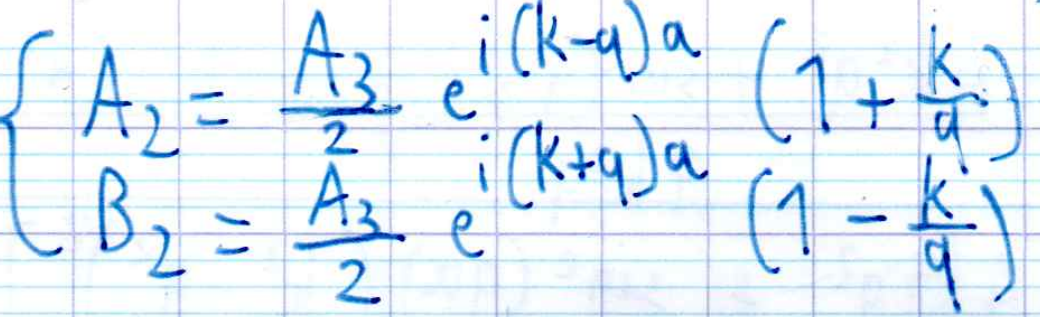 A₂ = A₃/2 e^{i(k-q)a} (1 + k/q)
B₂ = A₃/2 e^{i(k+q)a} (1 - k/q)